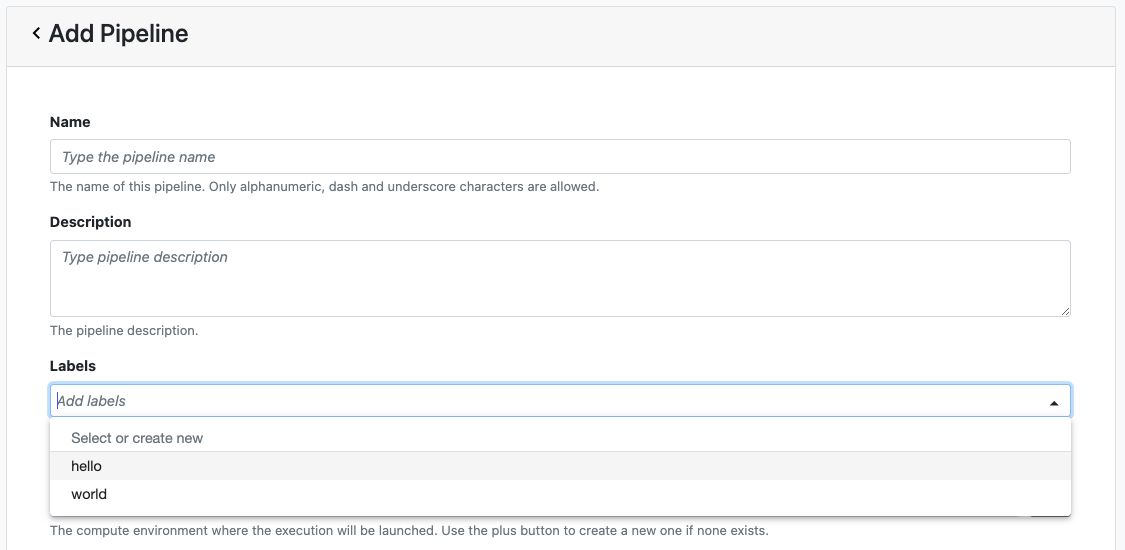 Add Pipeline
Name
Type the pipeline name
The name of this pipeline. Only alphanumeric, dash and underscore characters are allowed.
Description
Type pipeline description
The pipeline description.
Labels
Add labels
Select or create new
hello
world
The compute environment where the execution will be launched. Use the plus button to create a new one if none exists.